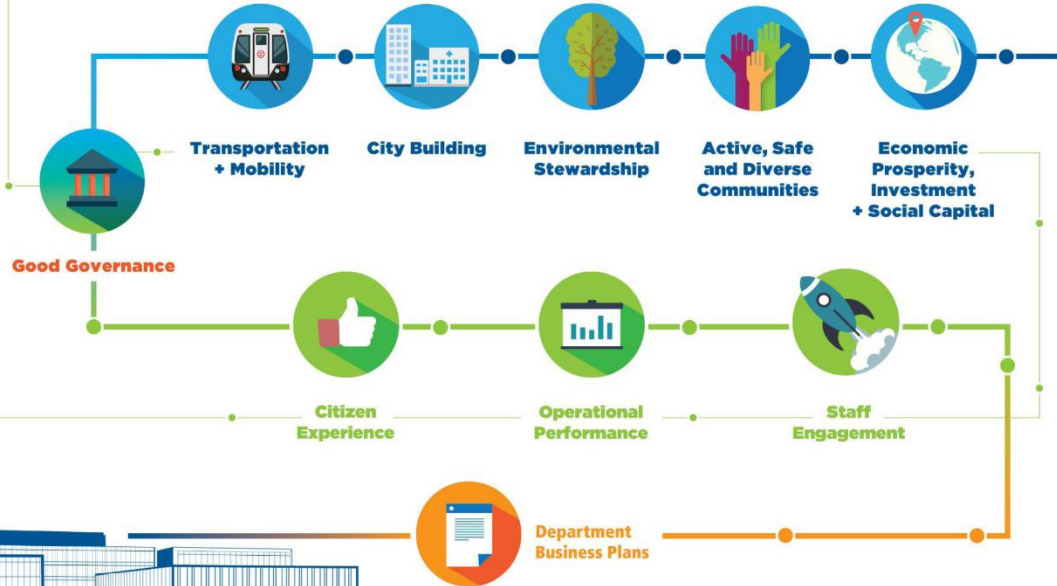 Transportation
+ Mobility
City Building
Environmental
Stewardship
Active, Safe
and Diverse
Communities
Economic
Prosperity,
Investment
+ Social Capital
Good Governance
Citizen
Experience
Operational
Performance
Staff
Engagement
Department
Business Plans